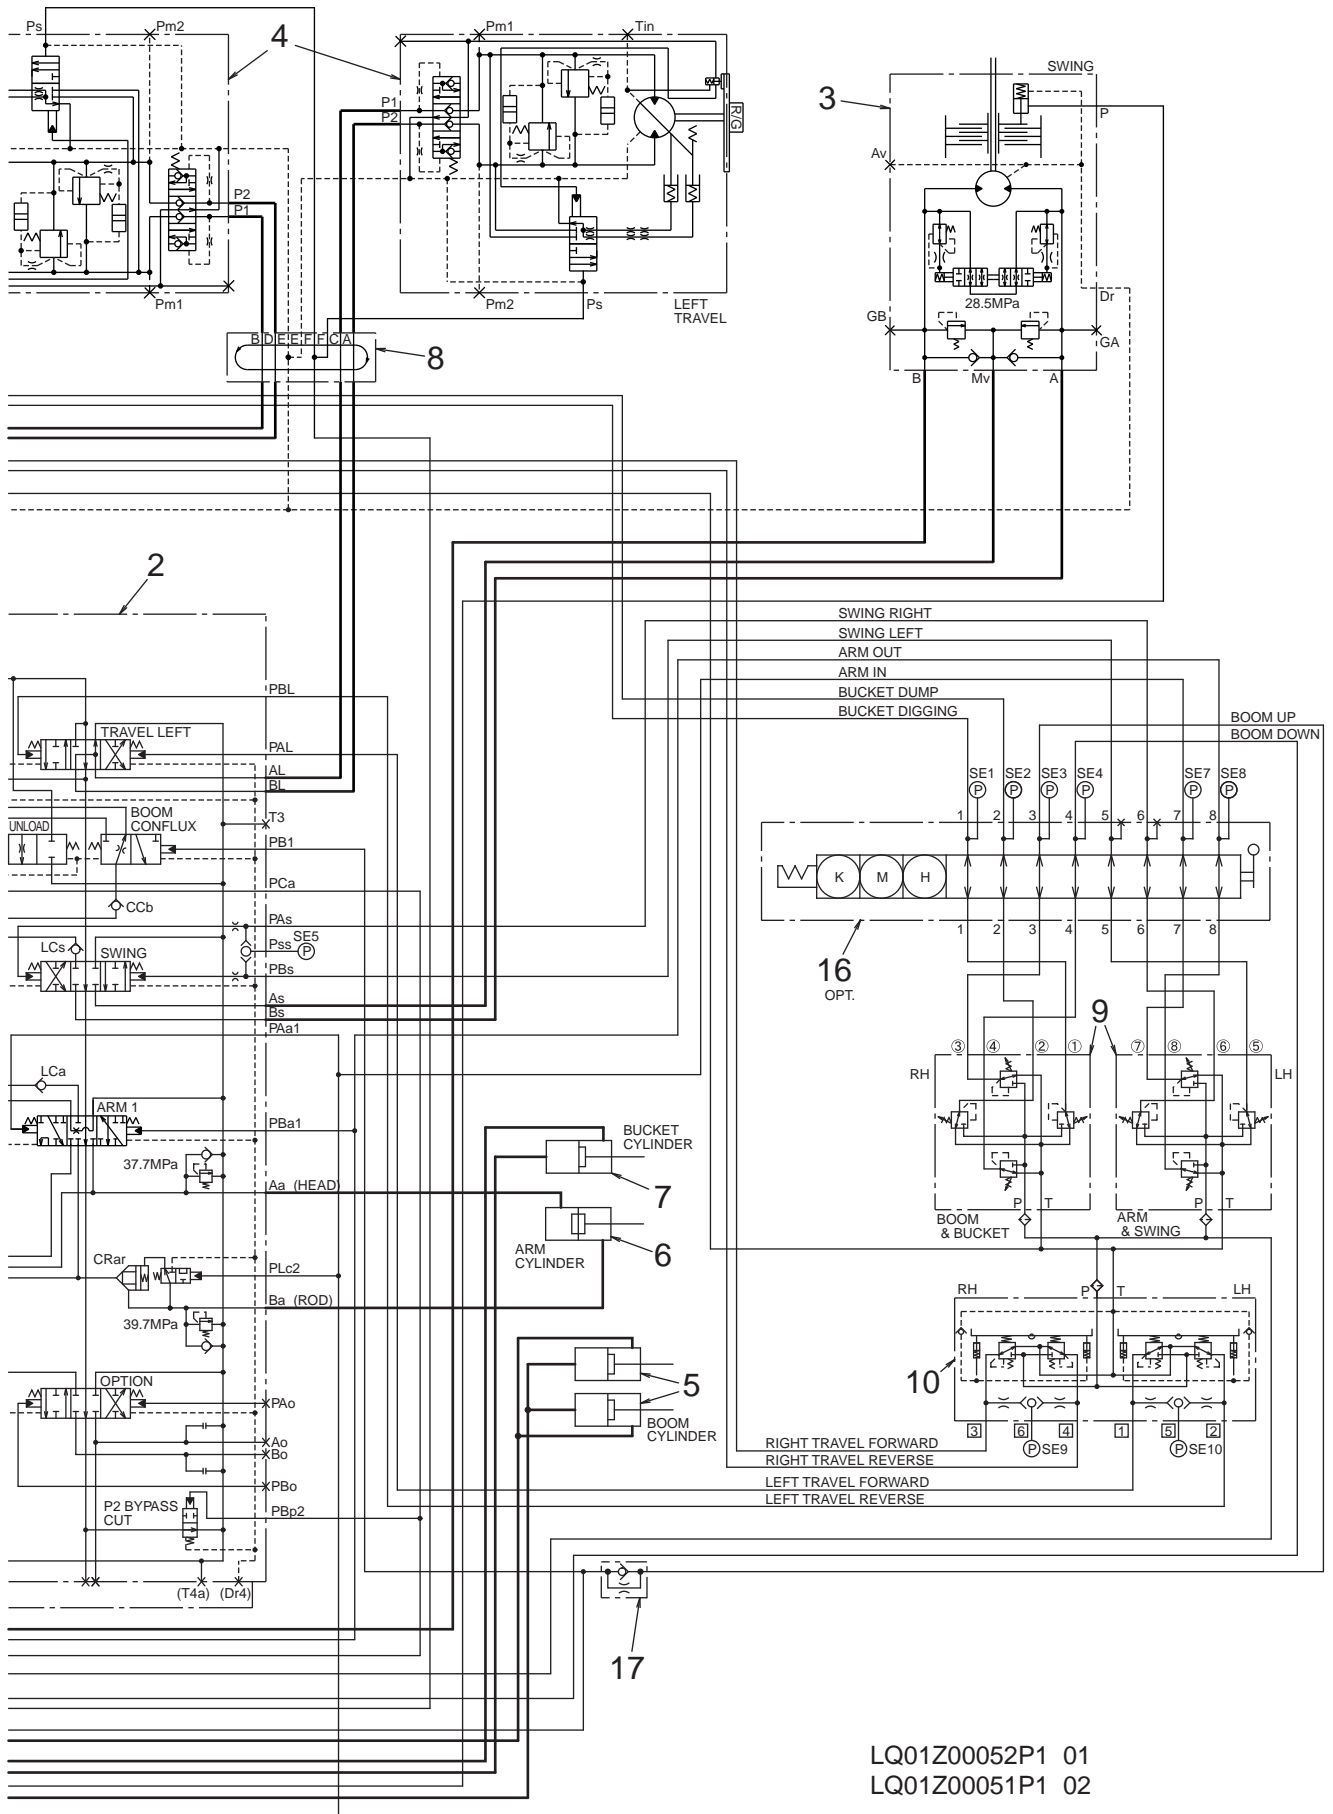 Ps
Pm2
4
Pm1
Tin
P1
P2
R/G
SWING
3
P
Av
P2
P1
28.5MPa
Dr
GB
GA
Pm1
Pm2
Ps
LEFT
TRAVEL
B D E E F F C A
8
B
Mv
A
2
SWING RIGHT
SWING LEFT
ARM OUT
ARM IN
BUCKET DUMP
BUCKET DIGGING
BOOM UP
BOOM DOWN
PBL
TRAVEL LEFT
PAL
AL
BL
T3
UNLOAD
BOOM
CONFLUX
PB1
PCa
CCb
PAs
LCs
SWING
Pss
SE5
P
PBs
As
Bs
PAa1
SE1 SE2 SE3 SE4 SE7 SE8
P P P P P P
1 2 3 4 5 6 7 8
K M H
1 2 3 4 5 6 7 8
16
OPT.
9
③ ④ ② ① ⑦ ⑧ ⑥ ⑤
RH
LH
LCa
ARM 1
PBa1
37.7MPa
Aa (HEAD)
BUCKET
CYLINDER
7
ARM
CYLINDER
6
P T
P T
BOOM
& BUCKET
ARM
& SWING
CRar
PLc2
Ba (ROD)
39.7MPa
RH
P T
LH
10
5
BOOM
CYLINDER
OPTION
PAo
Ao
Bo
PBo
P2 BYPASS
CUT
PBp2
3 6 4 1 5 2
P SE9
P SE10
RIGHT TRAVEL FORWARD
RIGHT TRAVEL REVERSE
LEFT TRAVEL FORWARD
LEFT TRAVEL REVERSE
(T4a) (Dr4)
17
LQ01Z00052P1 01
LQ01Z00051P1 02